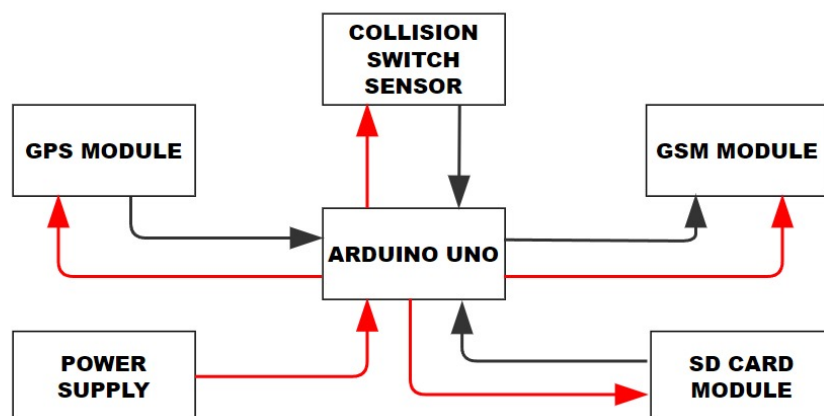 COLLISION
SWITCH
SENSOR
GPS MODULE
GSM MODULE
ARDUINO UNO
POWER
SUPPLY
SD CARD
MODULE